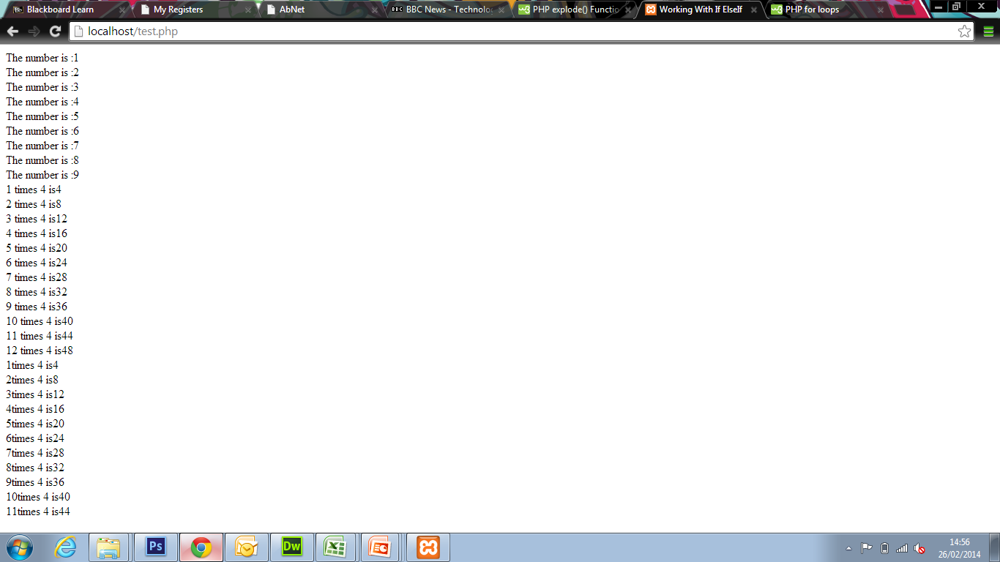 Blackboard Learn
My Registers
AbNet
BBC News - Technolo
PHP explode() Functio
Working With If ElseIf
PHP for loops
localhost/test.php
The number is :1
The number is :2
The number is :3
The number is :4
The number is :5
The number is :6
The number is :7
The number is :8
The number is :9
1 times 4 is4
2 times 4 is8
3 times 4 is12
4 times 4 is16
5 times 4 is20
6 times 4 is24
7 times 4 is28
8 times 4 is32
9 times 4 is36
10 times 4 is40
11 times 4 is44
12 times 4 is48
1times 4 is4
2times 4 is8
3times 4 is12
4times 4 is16
5times 4 is20
6times 4 is24
7times 4 is28
8times 4 is32
9times 4 is36
10times 4 is40
11times 4 is44
Ps
Dw
14:56
26/02/2014